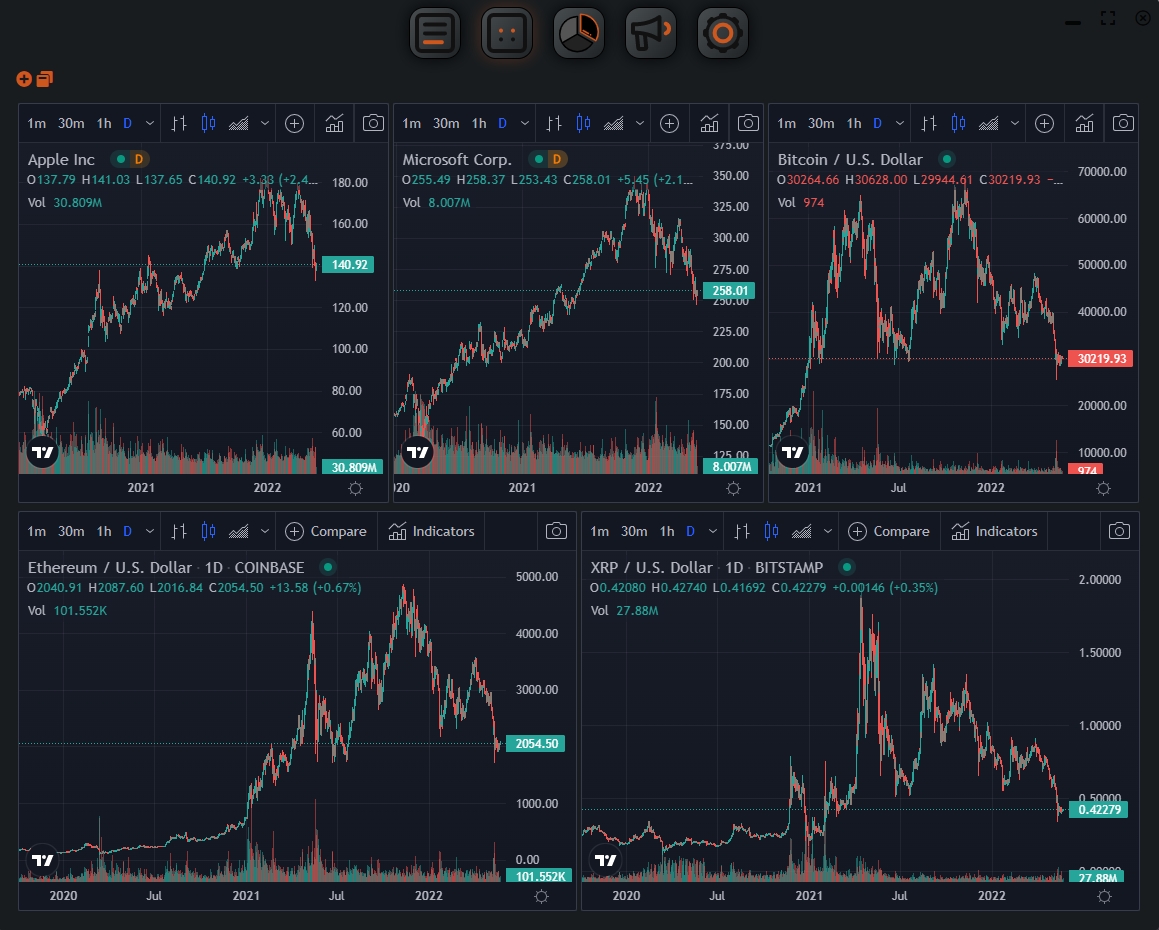 1m 30m 1h D
Apple Inc D
O137.79 H141.03 L137.65 C140.92 +3.33 (+2.4...
Vol 30.809M
180.00
160.00
140.92
120.00
100.00
80.00
60.00
30.809M
2021 2022
1m 30m 1h D
Microsoft Corp. D
O255.49 H258.37 L253.43 C258.01 +5.45 (+2.1...
Vol 8.007M
375.00
350.00
325.00
300.00
275.00
258.01
250.00
225.00
200.00
175.00
150.00
125.00
8.007M
020 2021 2022
1m 30m 1h D
Bitcoin / U.S. Dollar
O30264.66 H30628.00 L29944.61 C30219.93 −...
Vol 974
70000.00
60000.00
50000.00
40000.00
30219.93
20000.00
10000.00
974
2021 Jul 2022
1m 30m 1h D Compare Indicators
Ethereum / U.S. Dollar · 1D · COINBASE
O2040.91 H2087.60 L2016.84 C2054.50 +13.58 (+0.67%)
Vol 101.552K
5000.00
4000.00
3000.00
2054.50
1000.00
0.00
101.552K
2020 Jul 2021 Jul 2022
1m 30m 1h D Compare Indicators
XRP / U.S. Dollar · 1D · BITSTAMP
O0.42080 H0.42740 L0.41692 C0.42279 +0.00146 (+0.35%)
Vol 27.88M
2.00000
1.50000
1.00000
0.50000
0.42279
0.00000
27.88M
2020 Jul 2021 Jul 2022